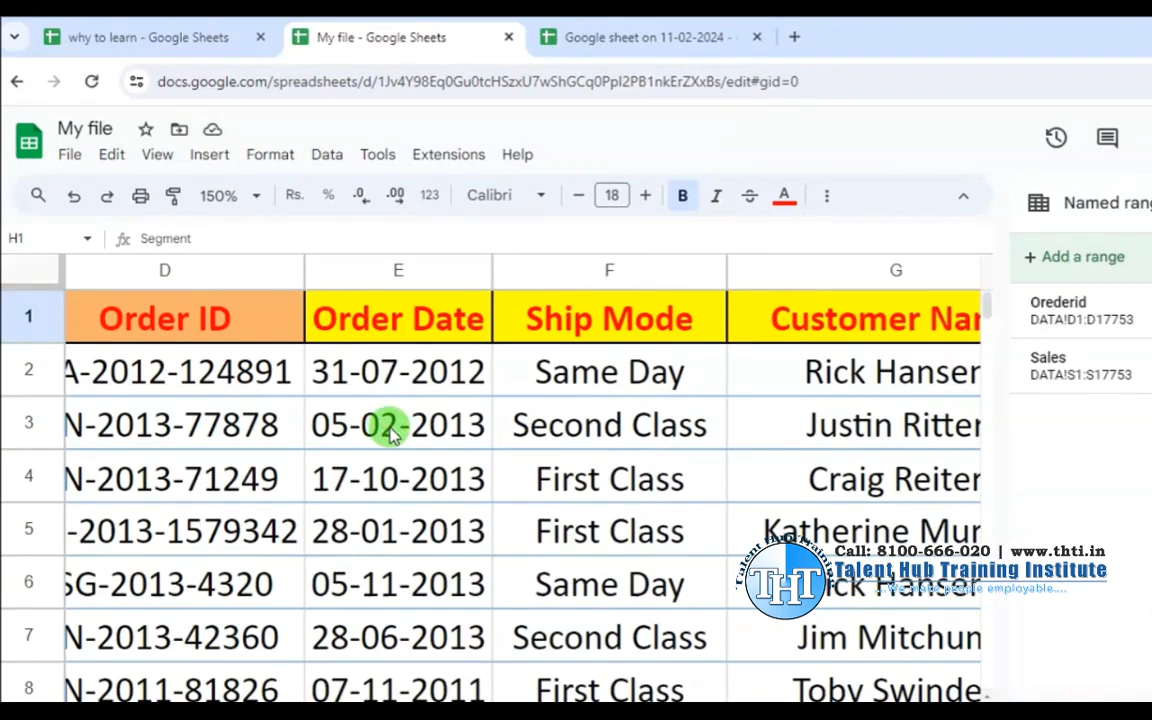 why to learn - Google Sheets
My file - Google Sheets
Google sheet on 11-02-2024 -
docs.google.com/spreadsheets/d/1Jv4Y98Eq0Gu0tcHSzxU7wShGCq0PpI2PB1nkErZXxBs/edit#gid=0
My file
File Edit View Insert Format Data Tools Extensions Help
150% Rs. % .0 .00 123 Calibri 18 B I S A
Named rang
H1 fx Segment
+ Add a range
D E F G
1 Order ID Order Date Ship Mode Customer Nar
Orederid
DATA!D1:D17753
2 A-2012-124891 31-07-2012 Same Day Rick Hansen
Sales
DATA!S1:S17753
3 N-2013-77878 05-02-2013 Second Class Justin Ritter
4 N-2013-71249 17-10-2013 First Class Craig Reiter
5 -2013-1579342 28-01-2013 First Class Katherine Mur
Call: 8100-666-020 | www.thti.in
Talent Hub Training Institute
...We make people employable....
THT
6 SG-2013-4320 05-11-2013 Same Day Rick Hansen
7 N-2013-42360 28-06-2013 Second Class Jim Mitchum
8 N-2011-81826 07-11-2011 First Class Toby Swinde